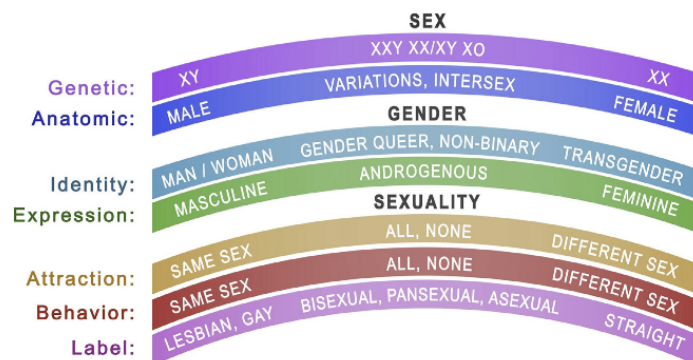 SEX
Genetic: XY XXY XX/XY XO XX
Anatomic: MALE VARIATIONS, INTERSEX FEMALE
GENDER
Identity: MAN / WOMAN GENDER QUEER, NON-BINARY TRANSGENDER
Expression: MASCULINE ANDROGENOUS FEMININE
SEXUALITY
Attraction: SAME SEX ALL, NONE DIFFERENT SEX
Behavior: SAME SEX ALL, NONE DIFFERENT SEX
Label: LESBIAN, GAY BISEXUAL, PANSEXUAL, ASEXUAL STRAIGHT